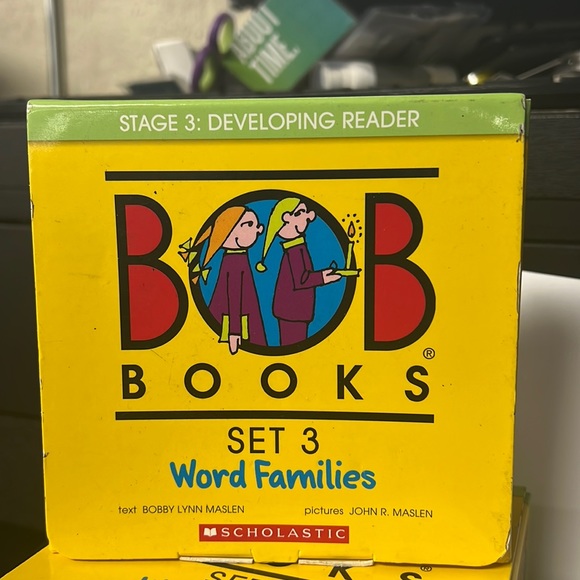 ABOUT
TIME.
STAGE 3: DEVELOPING READER
BOB
BOOKS®
SET 3
Word Families
text BOBBY LYNN MASLEN pictures JOHN R. MASLEN
SCHOLASTIC